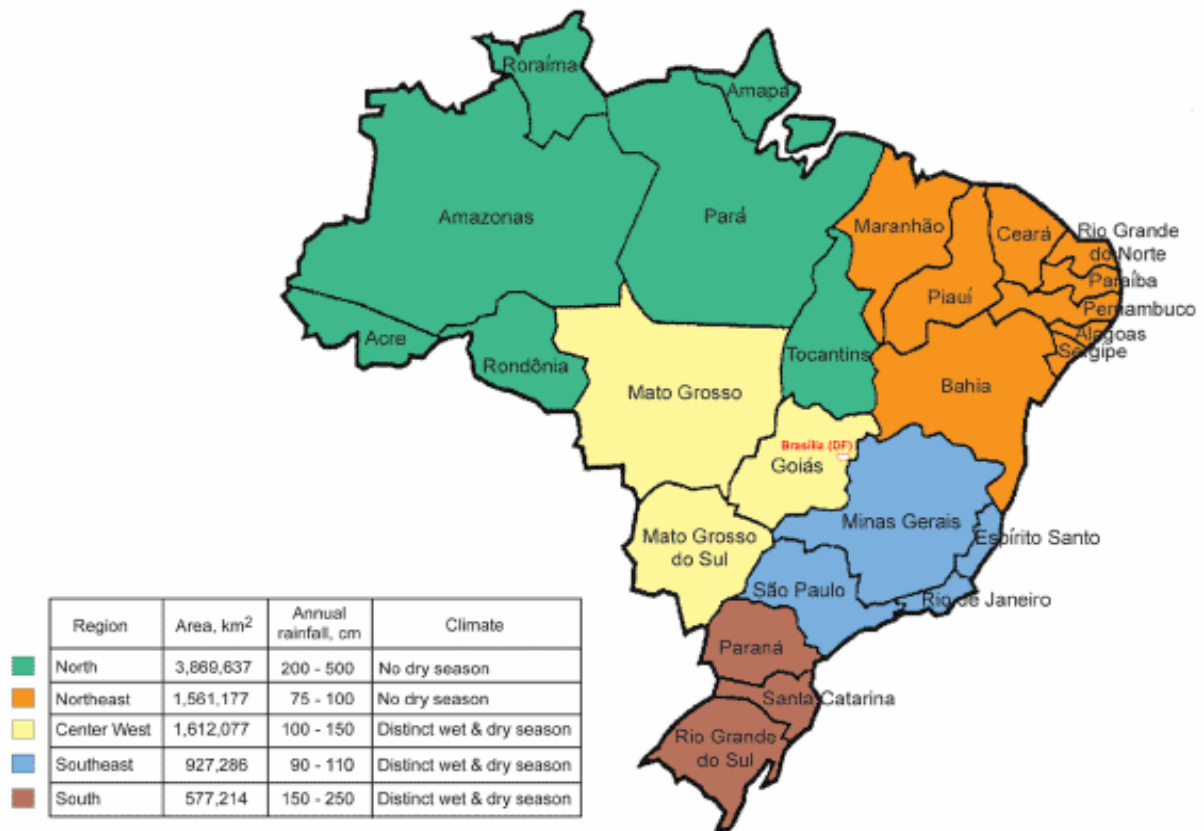 Roraíma
Amapá
Amazonas
Pará
Maranhão
Ceará
Rio Grande
do Norte
Paraíba
Piauí
Pernambuco
Alagoas
Sergipe
Acre
Rondônia
Tocantins
Bahia
Mato Grosso
Brasília (DF)
Goiás
Minas Gerais
Espírito Santo
Mato Grosso
do Sul
São Paulo
Rio de Janeiro
Paraná
Santa Catarina
Rio Grande
do Sul
Region Area, km² Annual rainfall, cm Climate
North 3,869,637 200 - 500 No dry season
Northeast 1,561,177 75 - 100 No dry season
Center West 1,612,077 100 - 150 Distinct wet & dry season
Southeast 927,286 90 - 110 Distinct wet & dry season
South 577,214 150 - 250 Distinct wet & dry season